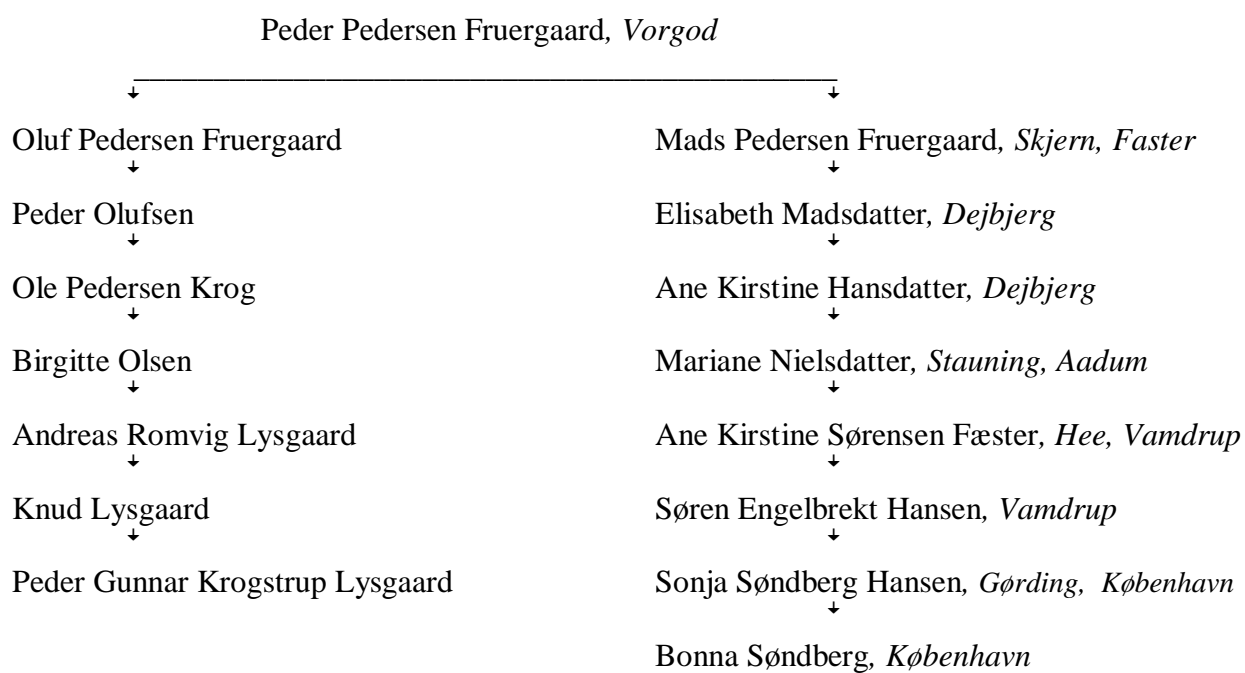 Peder Pedersen Fruergaard, Vorgod
Oluf Pedersen Fruergaard Mads Pedersen Fruergaard, Skjern, Faster
Peder Olufsen Elisabeth Madsdatter, Dejbjerg
Ole Pedersen Krog Ane Kirstine Hansdatter, Dejbjerg
Birgitte Olsen Mariane Nielsdatter, Stauning, Aadum
Andreas Romvig Lysgaard Ane Kirstine Sørensen Fæster, Hee, Vamdrup
Knud Lysgaard Søren Engelbrekt Hansen, Vamdrup
Peder Gunnar Krogstrup Lysgaard Sonja Søndberg Hansen, Gørding, København
Bonna Søndberg, København